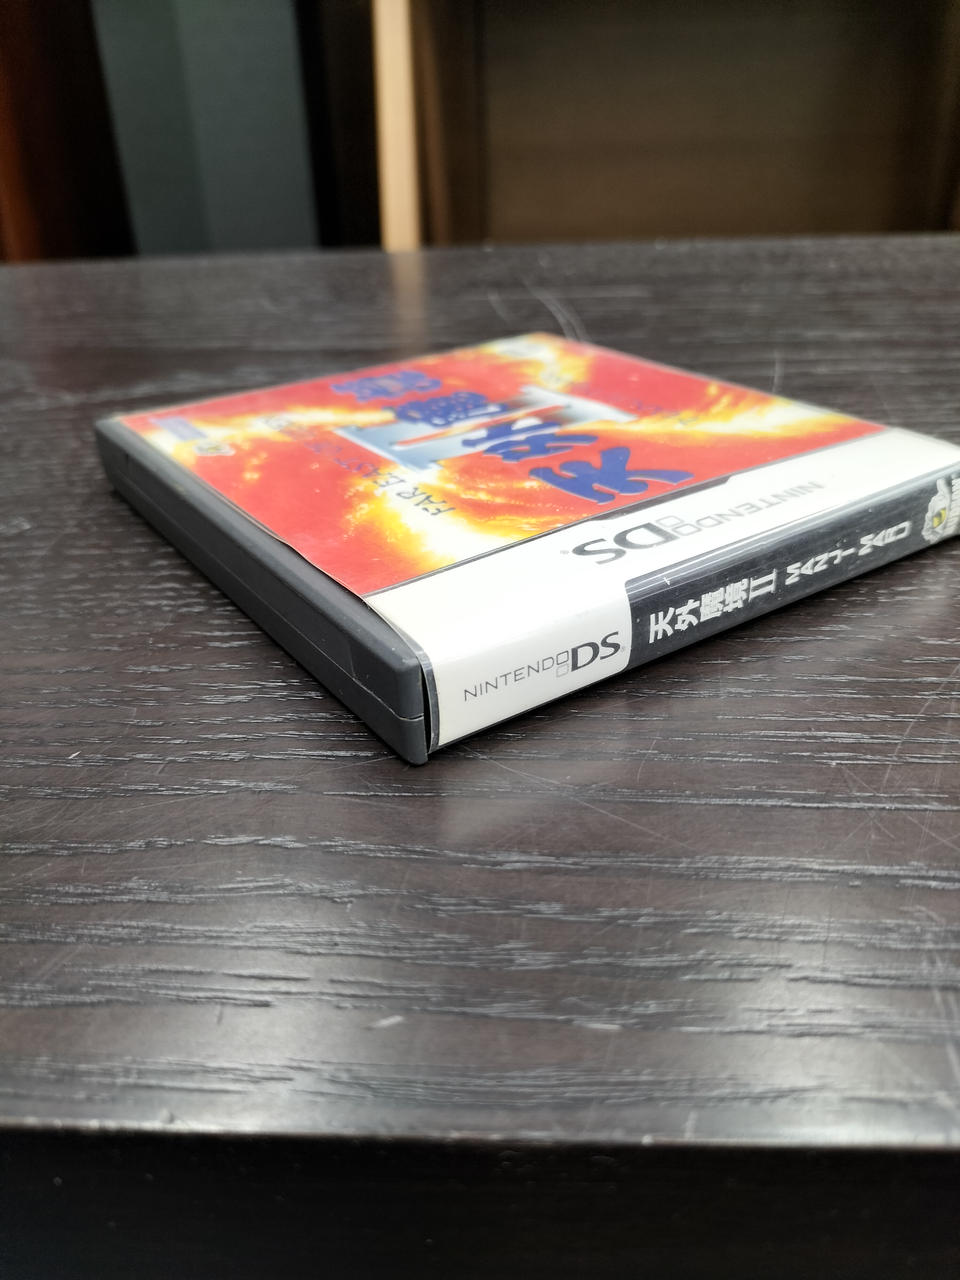 天外魔境
II
FAR EAST OF
NINTENDO DS
NINTENDO DS
天外魔境II MANJI MARU